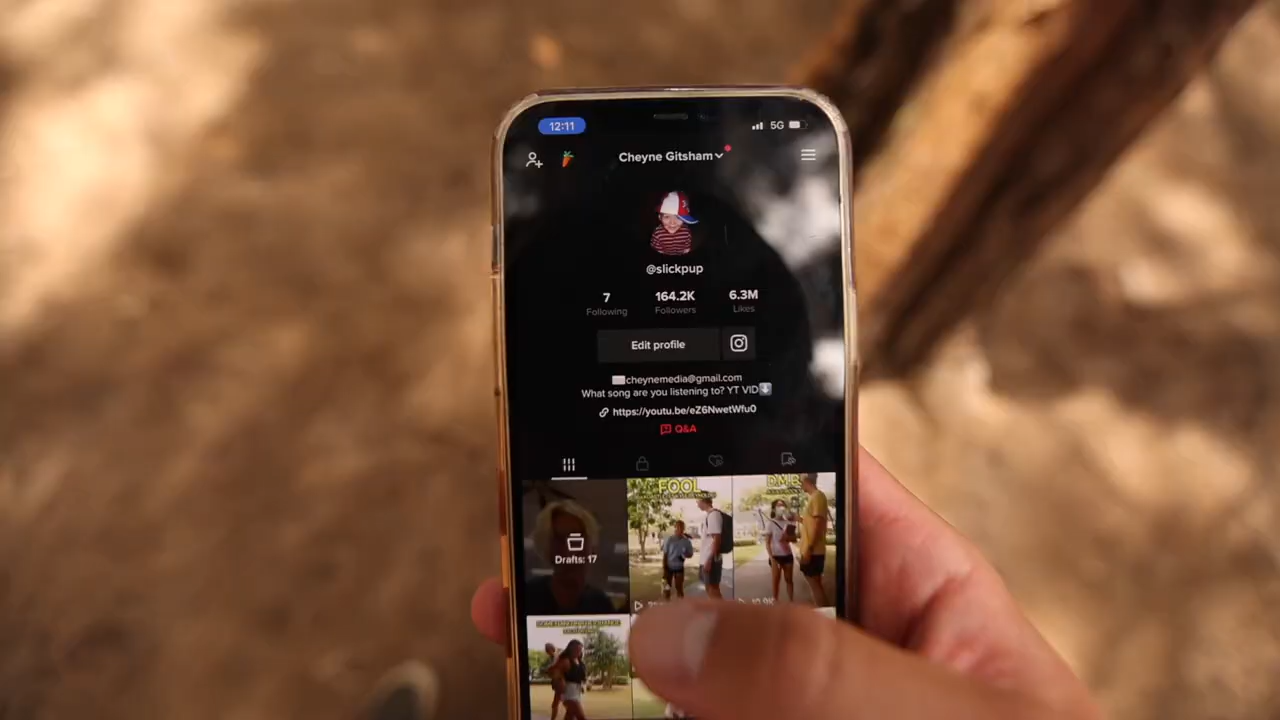 12:11
5G
Cheyne Gitsham
@slickpup
7 164.2K 6.3M
Following Followers Likes
Edit profile
cheynemedia@gmail.com
What song are you listening to? YT VID
https://youtu.be/eZ6NwetWfu0
Q&A
Drafts: 17
FOOL